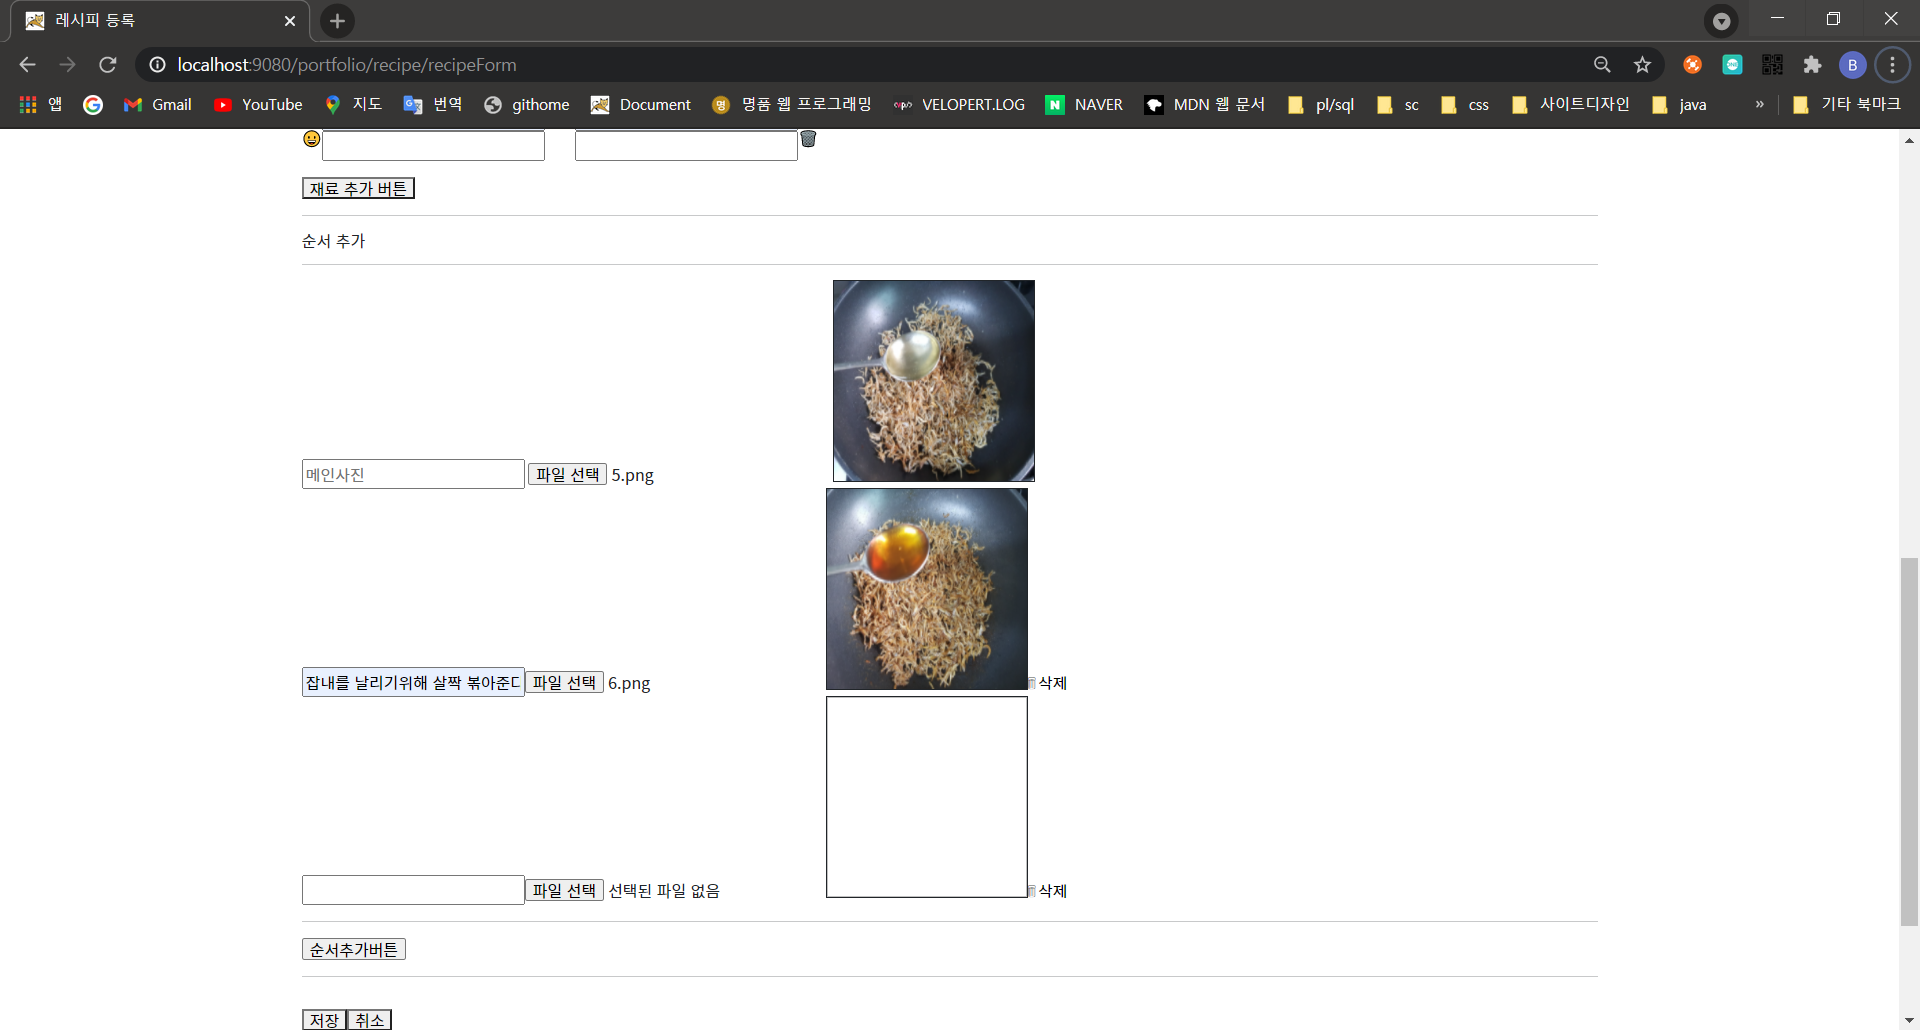 레시피 등록
localhost:9080/portfolio/recipe/recipeForm
앱 Gmail YouTube 지도 번역 githome Document 명품 웹 프로그래밍 VELOPERT.LOG NAVER MDN 웹 문서 pl/sql sc css 사이트디자인 java » 기타 북마크
재료 추가 버튼
순서 추가
메인사진 파일 선택 5.png
잡내를 날리기위해 살짝 볶아준다 파일 선택 6.png 삭제
파일 선택 선택된 파일 없음 삭제
순서추가버튼
저장 취소